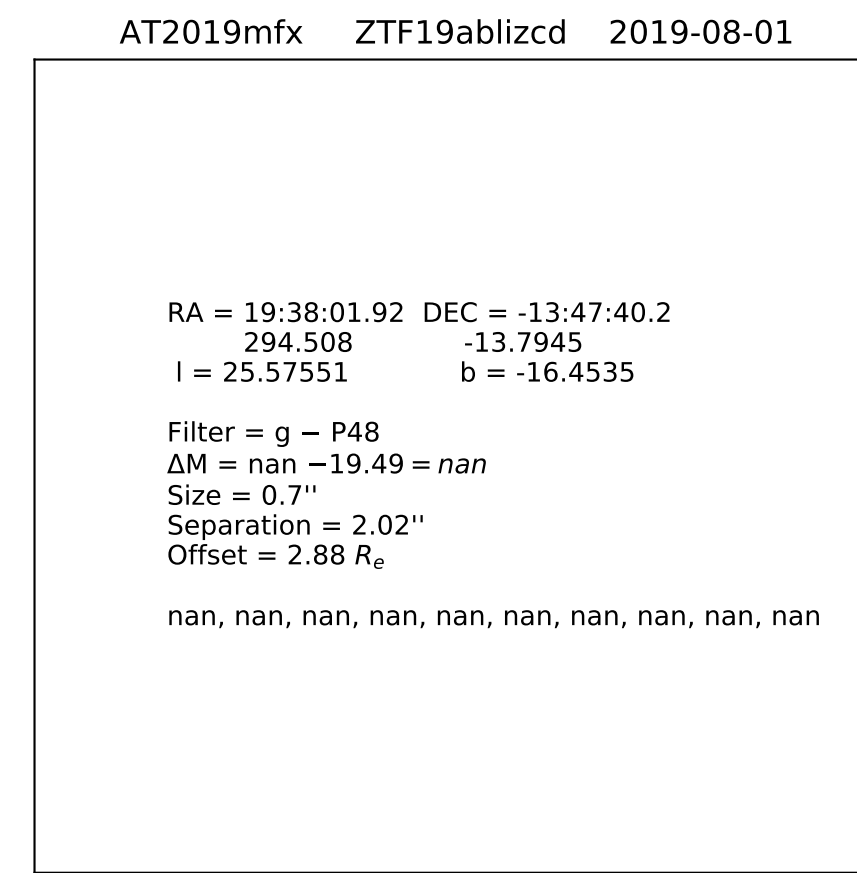 AT2019mfx ZTF19ablizcd 2019-08-01
RA = 19:38:01.92 DEC = -13:47:40.2
294.508 -13.7945
l = 25.57551 b = -16.4535
Filter = g − P48
ΔM = nan −19.49 = nan
Size = 0.7''
Separation = 2.02''
Offset = 2.88 Re
nan, nan, nan, nan, nan, nan, nan, nan, nan, nan